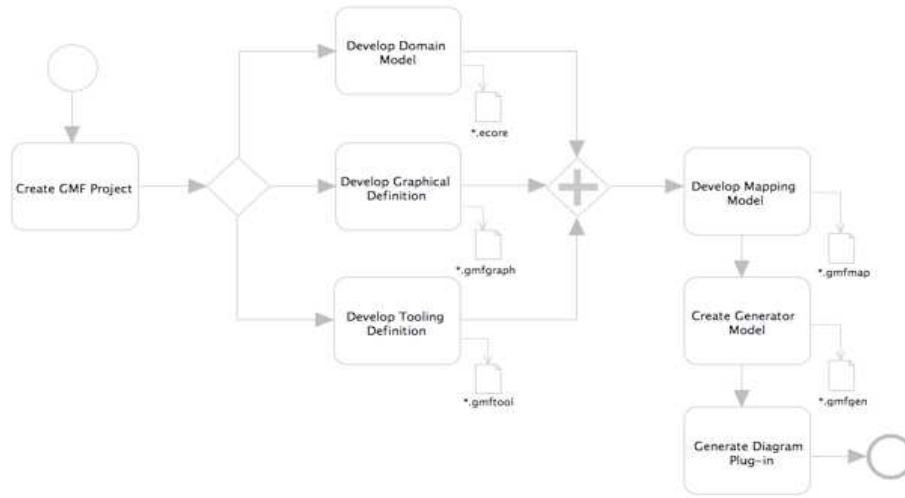 Develop Domain
Model
*.ecore
Create GMF Project
Develop Graphical
Definition
*.gmfgraph
Develop Tooling
Definition
*.gmftool
Develop Mapping
Model
*.gmfmap
Create Generator
Model
*.gmfgen
Generate Diagram
Plug-in